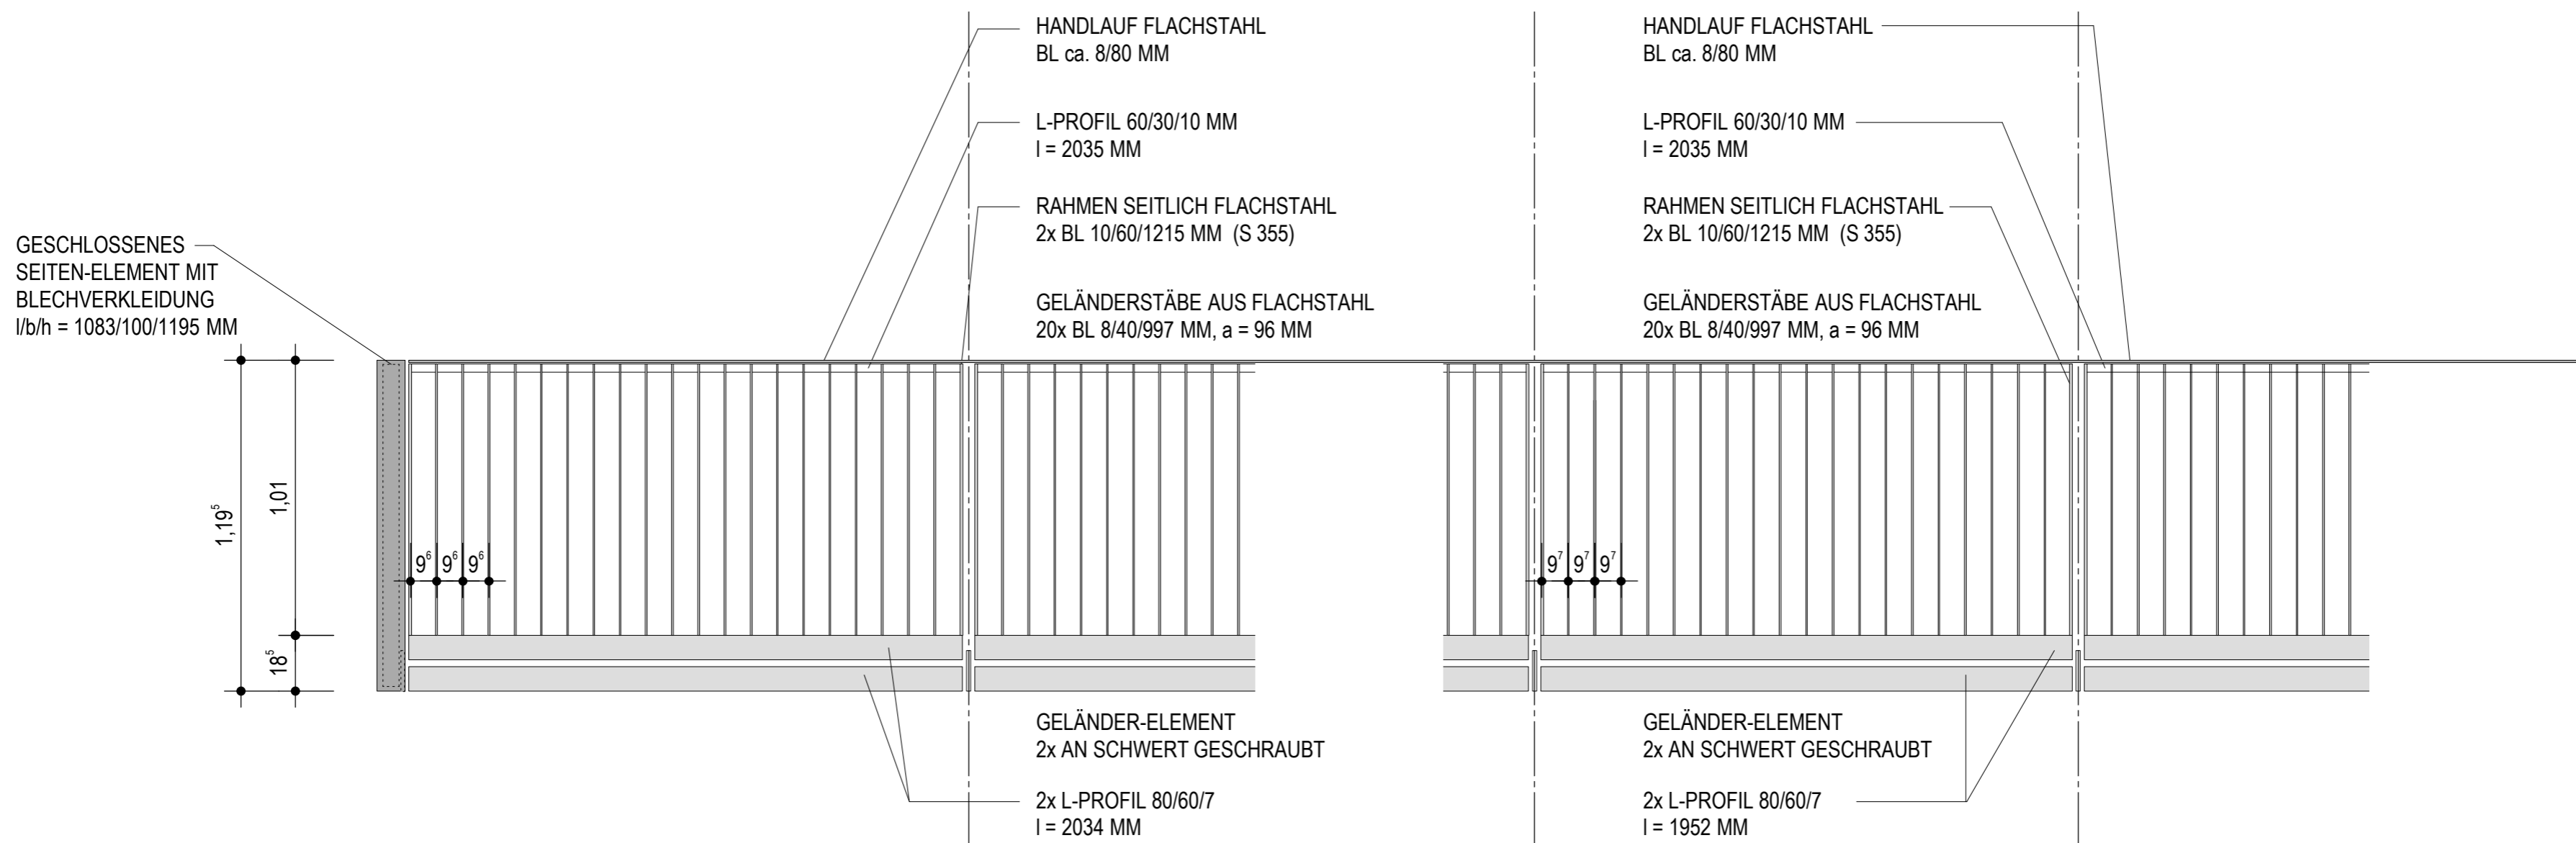 HANDLAUF FLACHSTAHL
BL ca. 8/80 MM
L-PROFIL 60/30/10 MM
l = 2035 MM
RAHMEN SEITLICH FLACHSTAHL
2x BL 10/60/1215 MM (S 355)
GELÄNDERSTÄBE AUS FLACHSTAHL
20x BL 8/40/997 MM, a = 96 MM
HANDLAUF FLACHSTAHL
BL ca. 8/80 MM
L-PROFIL 60/30/10 MM
l = 2035 MM
RAHMEN SEITLICH FLACHSTAHL
2x BL 10/60/1215 MM (S 355)
GELÄNDERSTÄBE AUS FLACHSTAHL
20x BL 8/40/997 MM, a = 96 MM
GESCHLOSSENES
SEITEN-ELEMENT MIT
BLECHVERKLEIDUNG
l/b/h = 1083/100/1195 MM
1,19⁵
1,01
18⁵
9⁶ 9⁶ 9⁶
9⁷ 9⁷ 9⁷
GELÄNDER-ELEMENT
2x AN SCHWERT GESCHRAUBT
2x L-PROFIL 80/60/7
l = 2034 MM
GELÄNDER-ELEMENT
2x AN SCHWERT GESCHRAUBT
2x L-PROFIL 80/60/7
l = 1952 MM